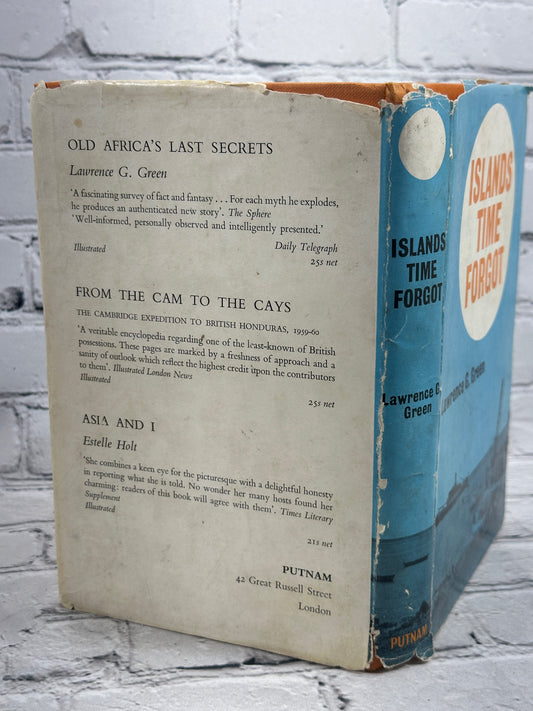 OLD AFRICA'S LAST SECRETS
Lawrence G. Green
'A fascinating survey of fact and fantasy . . . For each myth he explodes,
he produces an authenticated new story'. The Sphere
'Well-informed, personally observed and intelligently presented.'
Illustrated Daily Telegraph
25s net
FROM THE CAM TO THE CAYS
THE CAMBRIDGE EXPEDITION TO BRITISH HONDURAS, 1959-60
'A veritable encyclopedia regarding one of the least-known of British
possessions. These pages are marked by a freshness of approach and a
sanity of outlook which reflect the highest credit upon the contributors
to them'. Illustrated London News
Illustrated
25s net
ASIA AND I
Estelle Holt
'She combines a keen eye for the picturesque with a delightful honesty
in reporting what she is told. No wonder her many hosts found her
charming: readers of this book will agree with them'. Times Literary
Supplement
Illustrated
21s net
PUTNAM
42 Great Russell Street
London
ISLANDS
TIME
FORGOT
Lawrence G.
Green
PUTNAM
ISLANDS
TIME
FORGOT
Lawrence G. Green